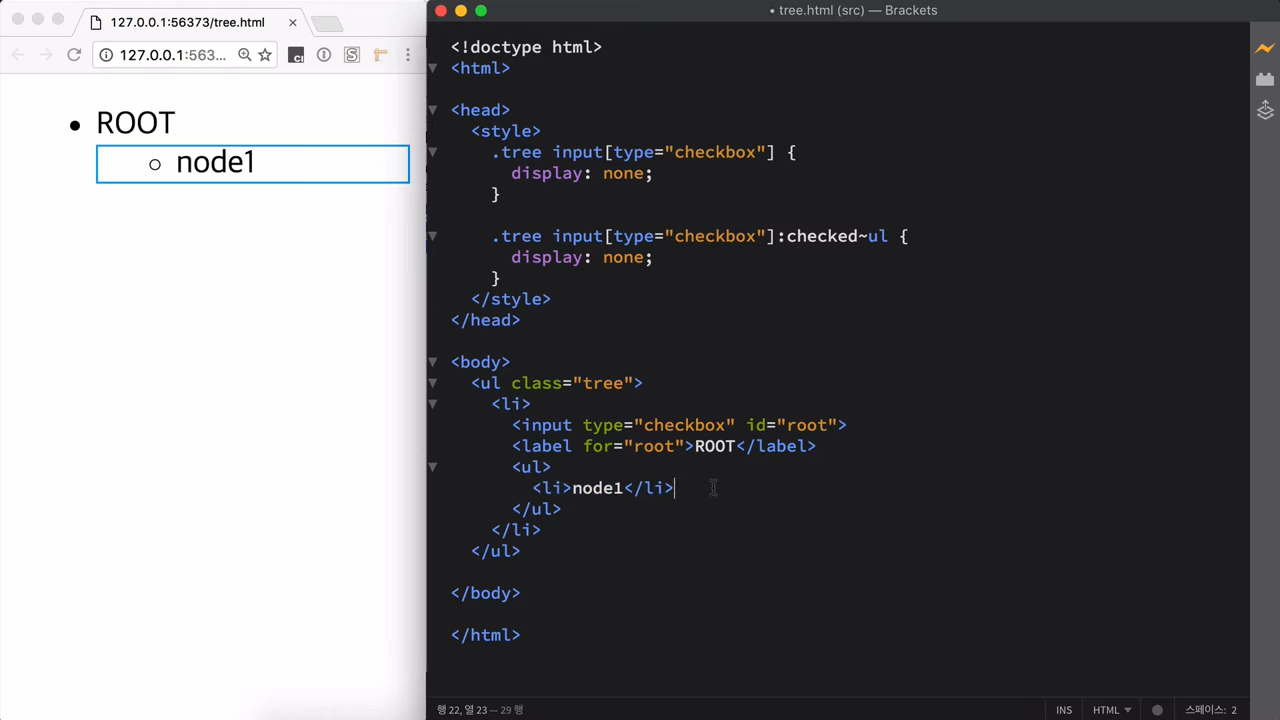 127.0.0.1:56373/tree.html
127.0.0.1:563...
ROOT
node1
• tree.html (src) — Brackets
<!doctype html>
<html>
<head>
<style>
.tree input[type="checkbox"] {
display: none;
}
.tree input[type="checkbox"]:checked~ul {
display: none;
}
</style>
</head>
<body>
<ul class="tree">
<li>
<input type="checkbox" id="root">
<label for="root">ROOT</label>
<ul>
<li>node1</li>
</ul>
</li>
</ul>
</body>
</html>
행 22, 열 23 — 29 행
INS
HTML
스페이스: 2